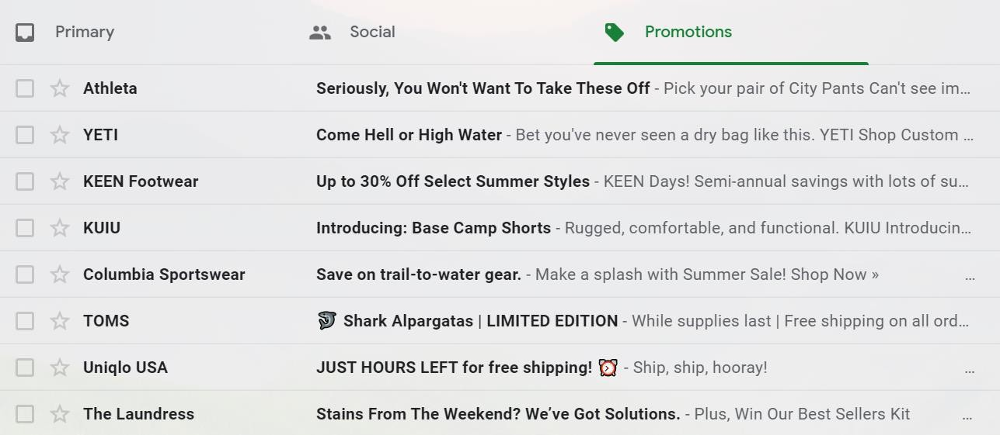 Primary Social Promotions
Athleta Seriously, You Won't Want To Take These Off - Pick your pair of City Pants Can't see im…
YETI Come Hell or High Water - Bet you've never seen a dry bag like this. YETI Shop Custom …
KEEN Footwear Up to 30% Off Select Summer Styles - KEEN Days! Semi-annual savings with lots of su…
KUIU Introducing: Base Camp Shorts - Rugged, comfortable, and functional. KUIU Introducin…
Columbia Sportswear Save on trail-to-water gear. - Make a splash with Summer Sale! Shop Now » …
TOMS 🦈 Shark Alpargatas | LIMITED EDITION - While supplies last | Free shipping on all ord…
Uniqlo USA JUST HOURS LEFT for free shipping! ⏰ - Ship, ship, hooray! …
The Laundress Stains From The Weekend? We’ve Got Solutions. - Plus, Win Our Best Sellers Kit …